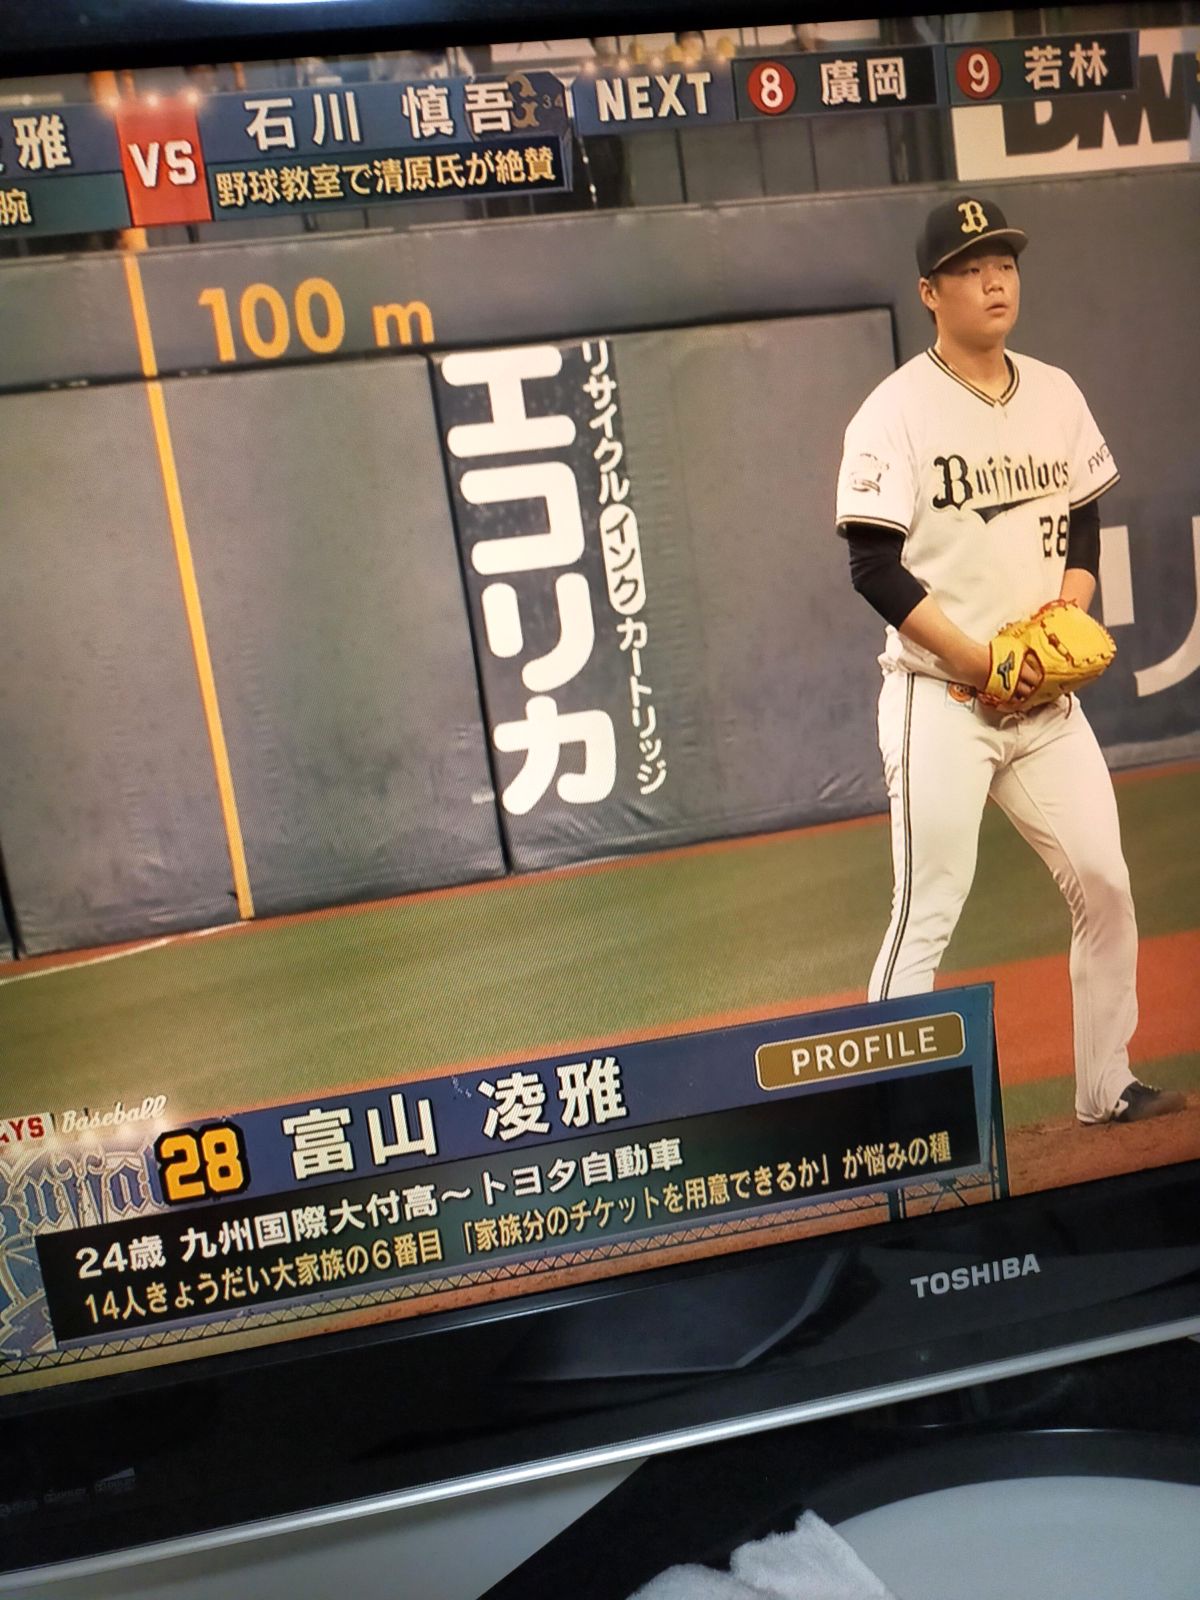 雅
腕
VS
石川 慎吾
野球教室で清原氏が絶賛
NEXT
8 廣岡
9 若林
B
100 m
エコリカ
リサイクルインクカートリッジ
Buffaloes
28
リ
PROFILE
Baseball
28 富山 凌雅
24歳 九州国際大付高～トヨタ自動車
14人きょうだい大家族の6番目 「家族分のチケットを用意できるか」が悩みの種
TOSHIBA